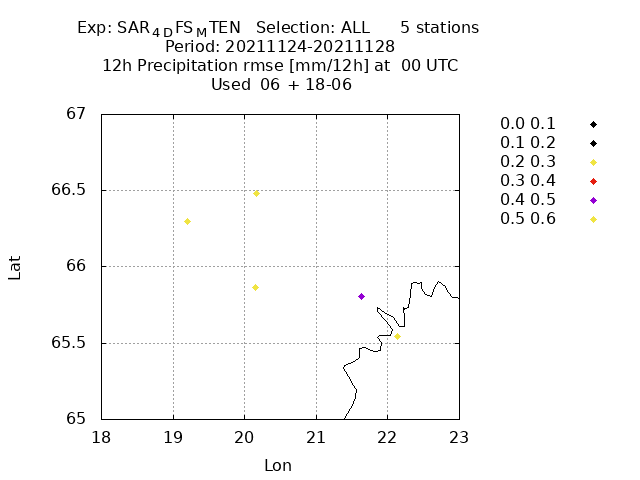 Exp: SAR4DFSMTEN   Selection: ALL      5 stations
Period: 20211124-20211128
12h Precipitation rmse [mm/12h] at  00 UTC
Used  06 + 18-06
0.0 0.1
0.1 0.2
0.2 0.3
0.3 0.4
0.4 0.5
0.5 0.6
67
66.5
66
65.5
65
Lat
18 19 20 21 22 23
Lon